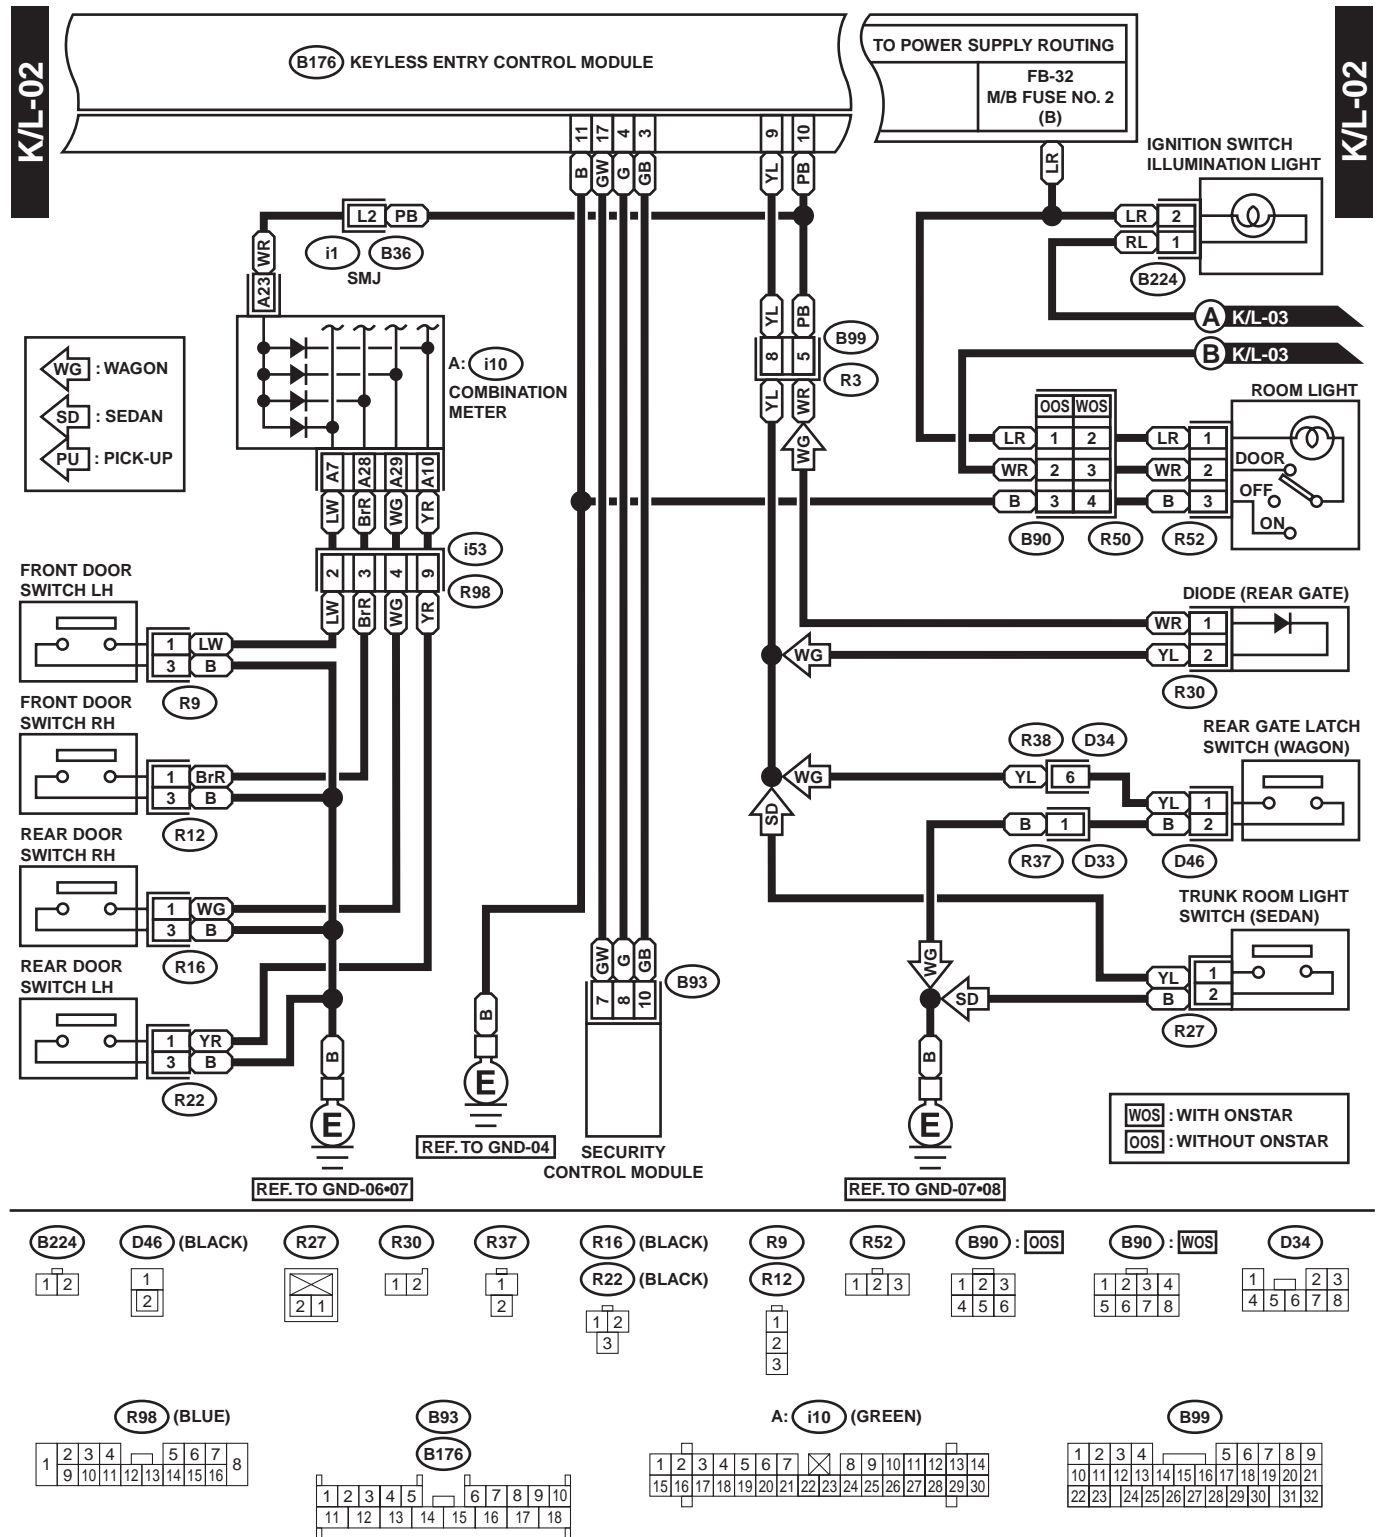 K/L-02
K/L-02
B176 KEYLESS ENTRY CONTROL MODULE
TO POWER SUPPLY ROUTING
FB-32
M/B FUSE NO. 2
(B)
11 17 4 3 9 10
B GW G GB YL PB
LR
IGNITION SWITCH
ILLUMINATION LIGHT
LR 2
RL 1
B224
L2 PB
i1 B36
SMJ
WR
A23
A K/L-03
B K/L-03
WG : WAGON
SD : SEDAN
PU : PICK-UP
A: i10
COMBINATION
METER
A7 A28 A29 A10
LW BrR WG YR
i53
2 3 4 9
R98
LW BrR WG YR
YL PB
8 5
B99
R3
YL WR
WG
ROOM LIGHT
OOS WOS
LR 1 2 LR 1
WR 2 3 WR 2
B 3 4 B 3
B90 R50 R52
DOOR
OFF
ON
FRONT DOOR
SWITCH LH
1 LW
3 B
R9
DIODE (REAR GATE)
WR 1
YL 2
WG
R30
FRONT DOOR
SWITCH RH
1 BrR
3 B
R12
REAR GATE LATCH
SWITCH (WAGON)
R38 D34
WG
YL 6
YL 1
B 2
SD
B 1
R37 D33 D46
REAR DOOR
SWITCH RH
1 WG
3 B
R16
TRUNK ROOM LIGHT
SWITCH (SEDAN)
YL 1
B 2
WG
SD
R27
REAR DOOR
SWITCH LH
1 YR
3 B
R22
GW G GB
7 8 10
B93
B
B
B
E
E
E
REF. TO GND-06•07
REF. TO GND-04
SECURITY
CONTROL MODULE
REF. TO GND-07•08
WOS : WITH ONSTAR
OOS : WITHOUT ONSTAR
B224 D46 (BLACK) R27 R30 R37 R16 (BLACK) R9 R52 B90 : OOS B90 : WOS D34
R22 (BLACK) R12
1 2
1
2
2 1
1 2
1
2
1 2
3
1
2
3
1 2 3
1 2 3
4 5 6
1 2 3 4
5 6 7 8
1 2 3
4 5 6 7 8
R98 (BLUE)
1 2 3 4 5 6 7 8
9 10 11 12 13 14 15 16
B93
B176
1 2 3 4 5 6 7 8 9 10
11 12 13 14 15 16 17 18
A: i10 (GREEN)
1 2 3 4 5 6 7 8 9 10 11 12 13 14
15 16 17 18 19 20 21 22 23 24 25 26 27 28 29 30
B99
1 2 3 4 5 6 7 8 9
10 11 12 13 14 15 16 17 18 19 20 21
22 23 24 25 26 27 28 29 30 31 32